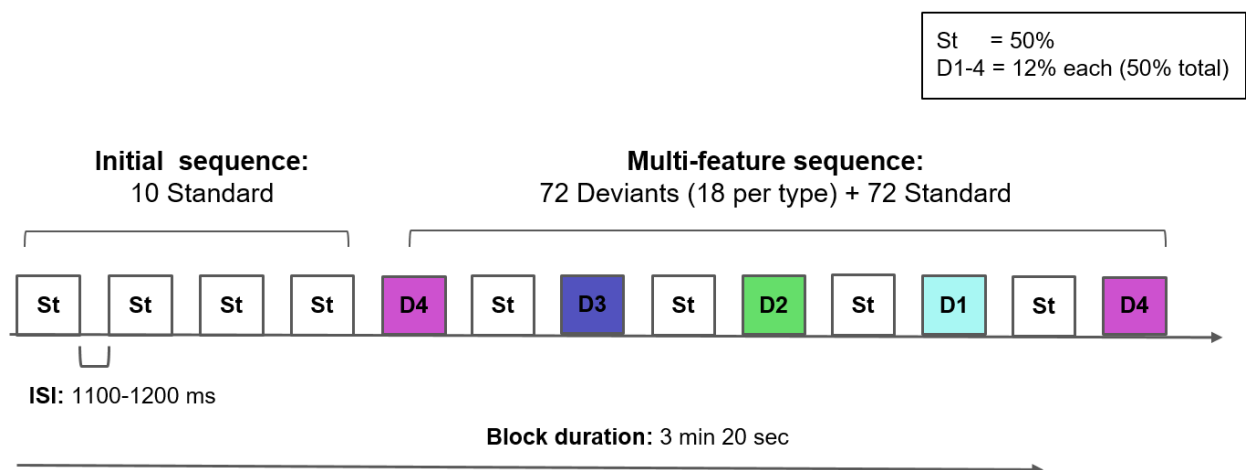 St = 50%
D1-4 = 12% each (50% total)
Initial sequence:
10 Standard
Multi-feature sequence:
72 Deviants (18 per type) + 72 Standard
St St St St D4 St D3 St D2 St D1 St D4
ISI: 1100-1200 ms
Block duration: 3 min 20 sec